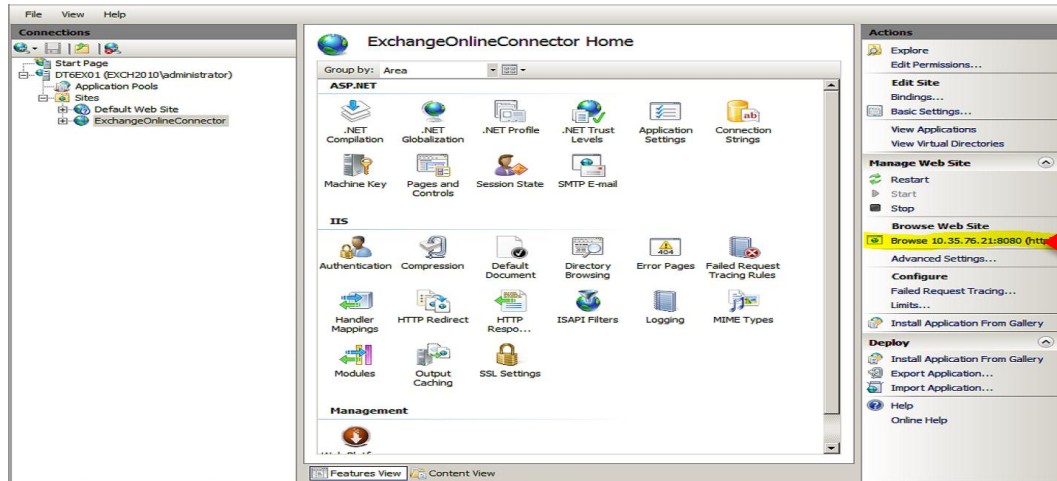 File View Help
Connections
Start Page
DT6EX01 (EXCH2010\administrator)
Application Pools
Sites
Default Web Site
ExchangeOnlineConnector
ExchangeOnlineConnector Home
Group by: Area
ASP.NET
.NET Compilation
.NET Globalization
.NET Profile
.NET Trust Levels
Application Settings
Connection Strings
Machine Key
Pages and Controls
Session State
SMTP E-mail
IIS
Authentication
Compression
Default Document
Directory Browsing
Error Pages
Failed Request Tracing Rules
Handler Mappings
HTTP Redirect
HTTP Respo...
ISAPI Filters
Logging
MIME Types
Modules
Output Caching
SSL Settings
Management
Features View
Content View
Actions
Explore
Edit Permissions...
Edit Site
Bindings...
Basic Settings...
View Applications
View Virtual Directories
Manage Web Site
Restart
Start
Stop
Browse Web Site
Browse 10.35.76.21:8080 (http
Advanced Settings...
Configure
Failed Request Tracing...
Limits...
Install Application From Gallery
Deploy
Install Application From Gallery
Export Application...
Import Application...
Help
Online Help